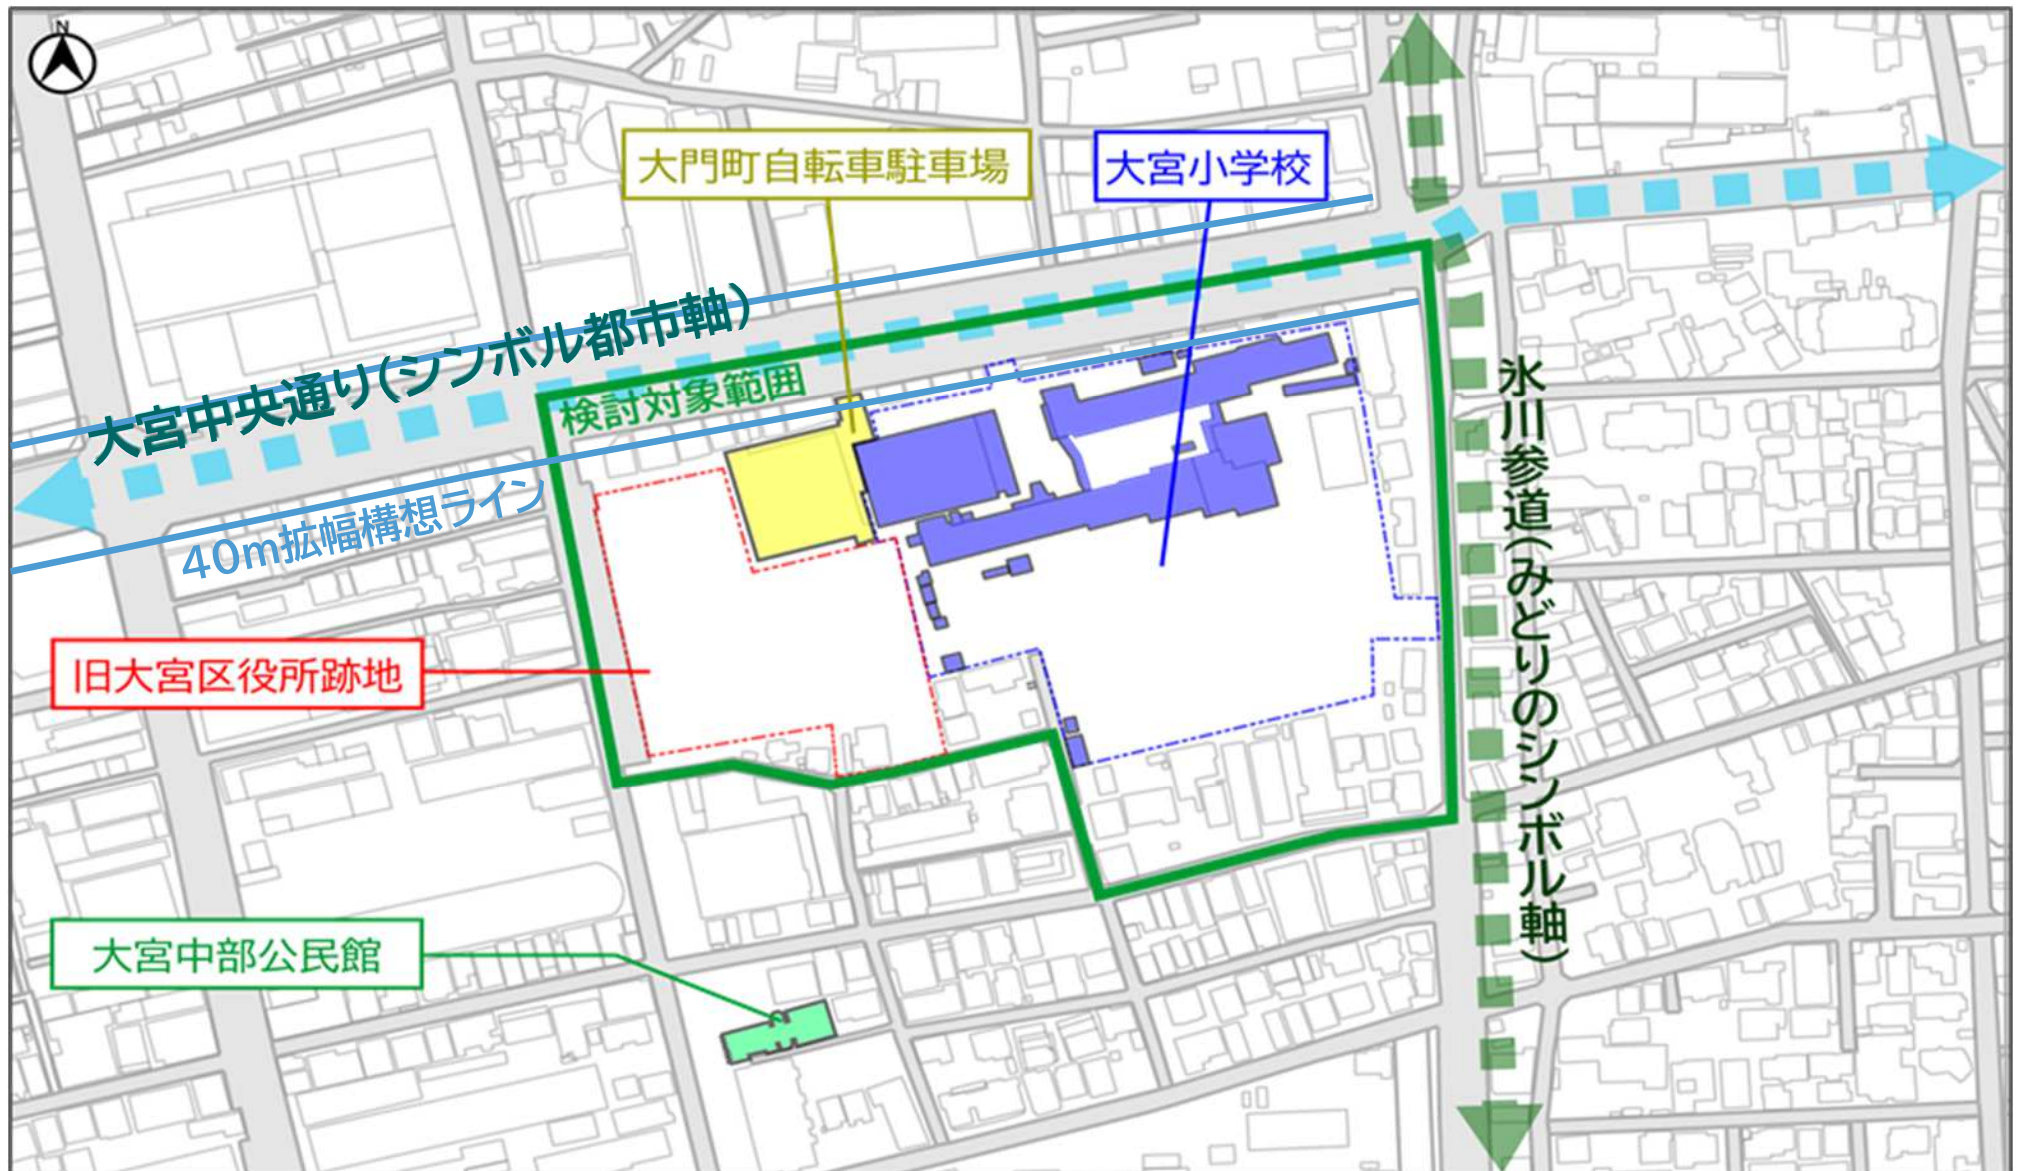 N
大門町自転車駐車場
大宮小学校
大宮中央通り(シンボル都市軸)
検討対象範囲
40m拡幅構想ライン
氷川参道(みどりのシンボル軸)
旧大宮区役所跡地
大宮中部公民館